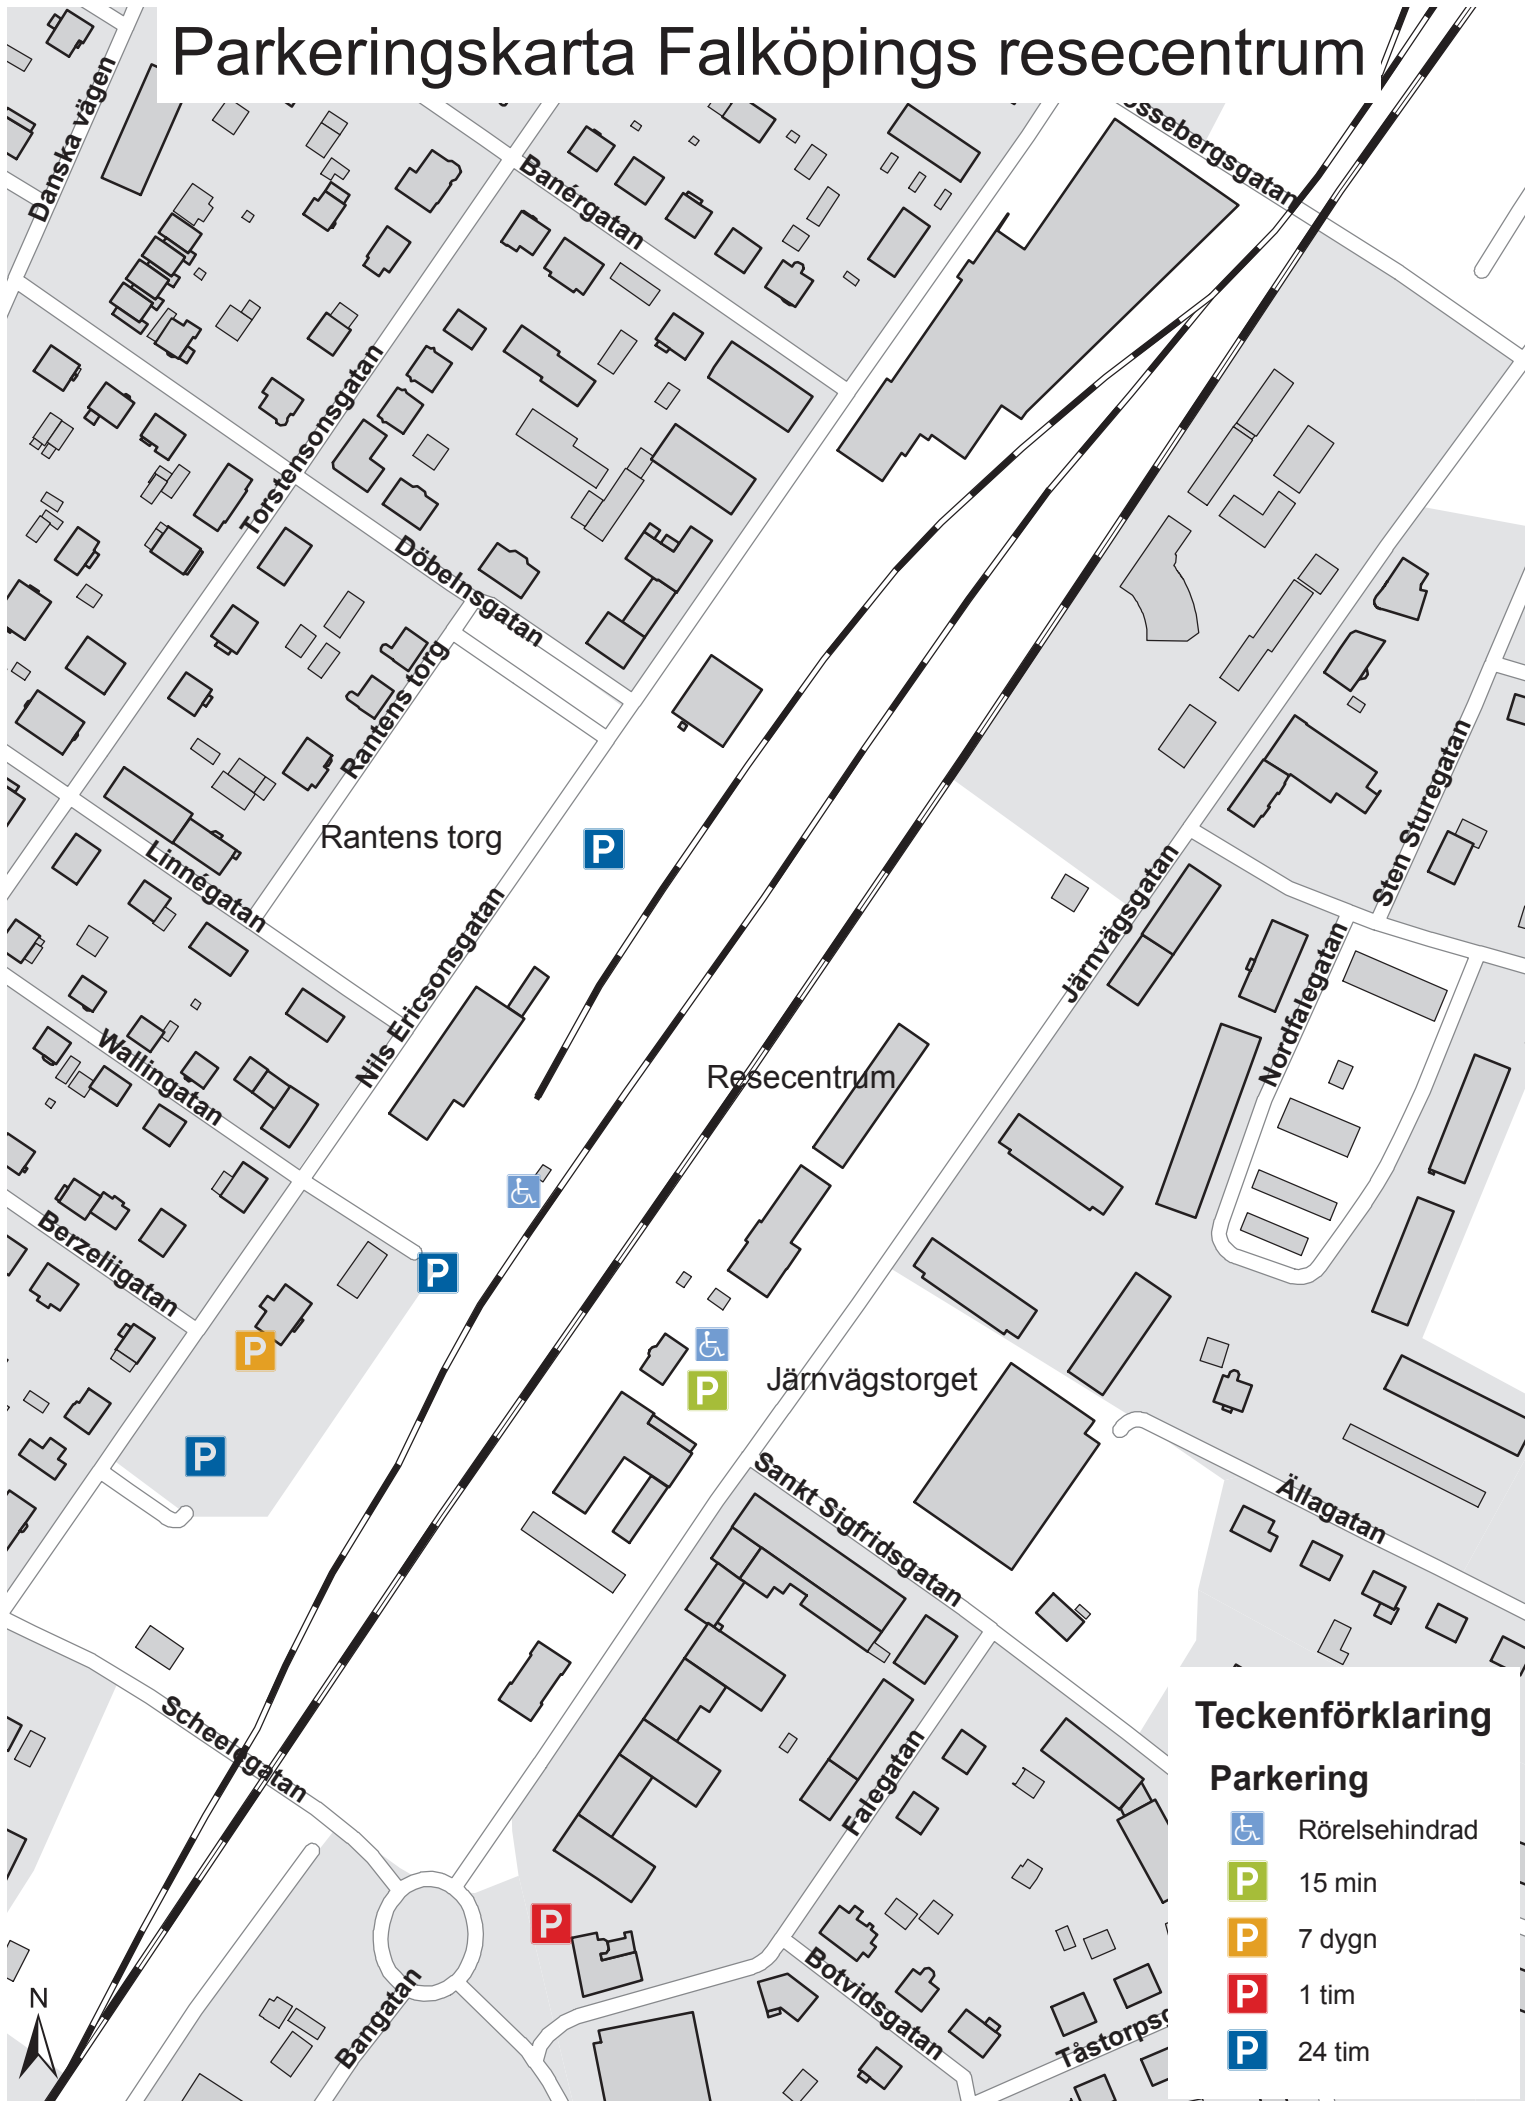 Parkeringskarta Falköpings resecentrum
Danska vägen
Banérgatan
ossebergsgatan
Torstensonsgatan
Döbelnsgatan
Rantens torg
Rantens torg
P
Linnégatan
Nils Ericsonsgatan
Sten Sturegatan
Järnvägsgatan
Nordfalegatan
Wallingatan
Resecentrum
Berzeliigatan
P
P
P
Järnvägstorget
P
Sankt Sigfridsgatan
Ällagatan
Scheelegatan
Falegatan
P
Bangatan
Botvidsgatan
Tåstorpsg
N
Teckenförklaring
Parkering
Rörelsehindrad
P 15 min
P 7 dygn
P 1 tim
P 24 tim